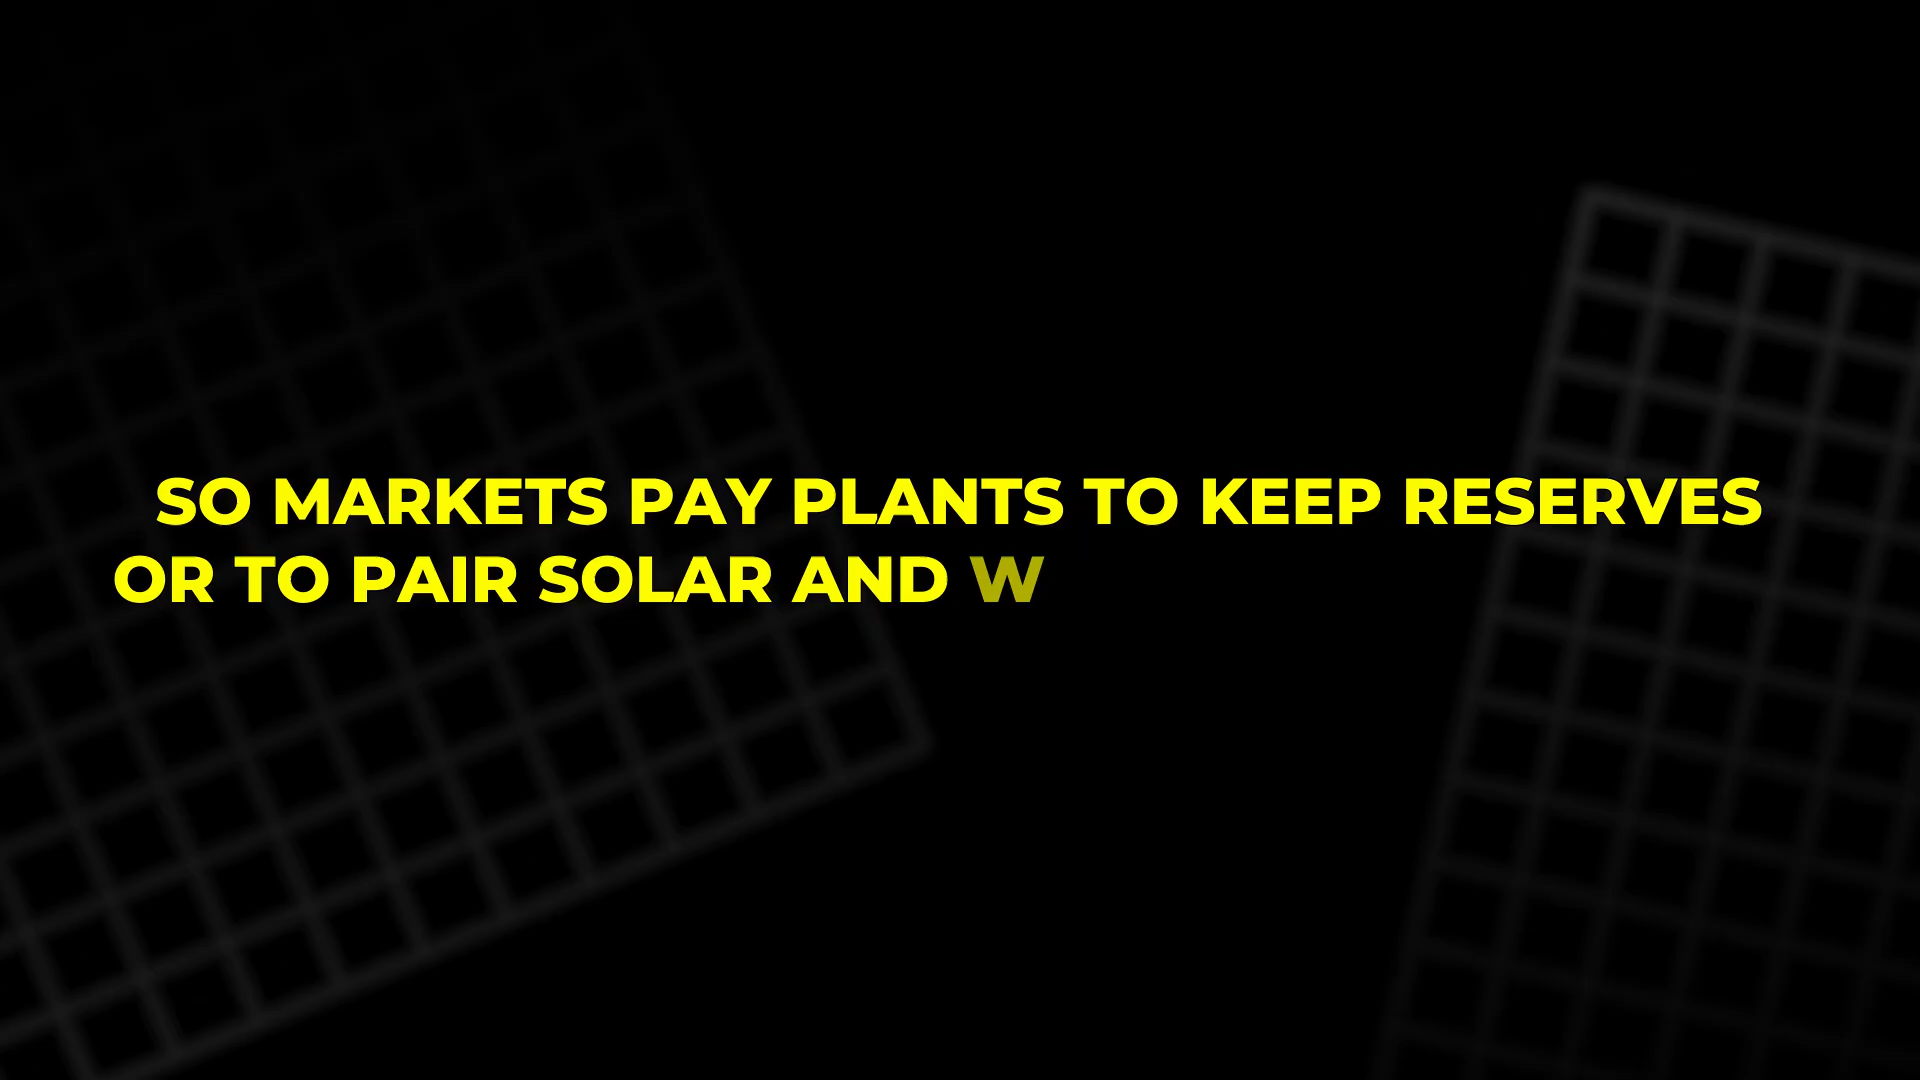 SO MARKETS PAY PLANTS TO KEEP RESERVES
OR TO PAIR SOLAR AND W